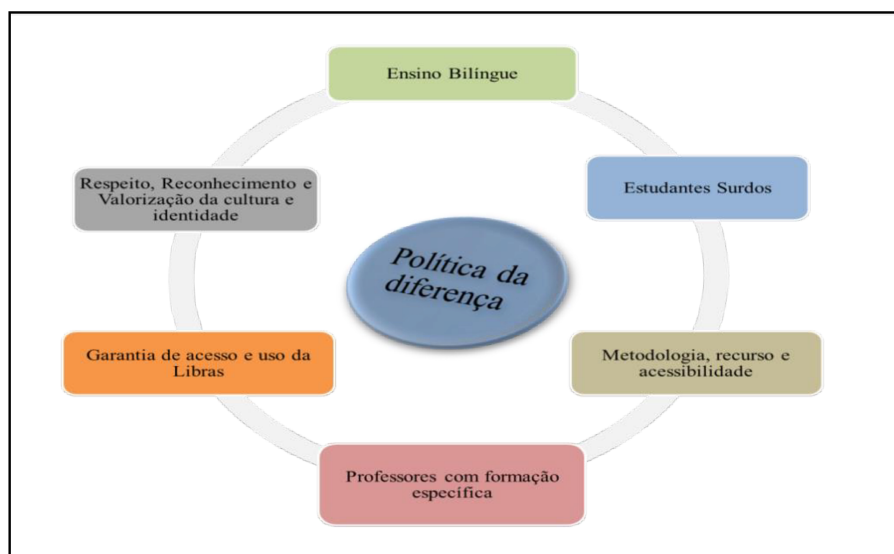 Ensino Bilíngue
Respeito, Reconhecimento e
Valorização da cultura e
identidade
Estudantes Surdos
Política da
diferença
Garantia de acesso e uso da
Libras
Metodologia, recurso e
acessibilidade
Professores com formação
específica